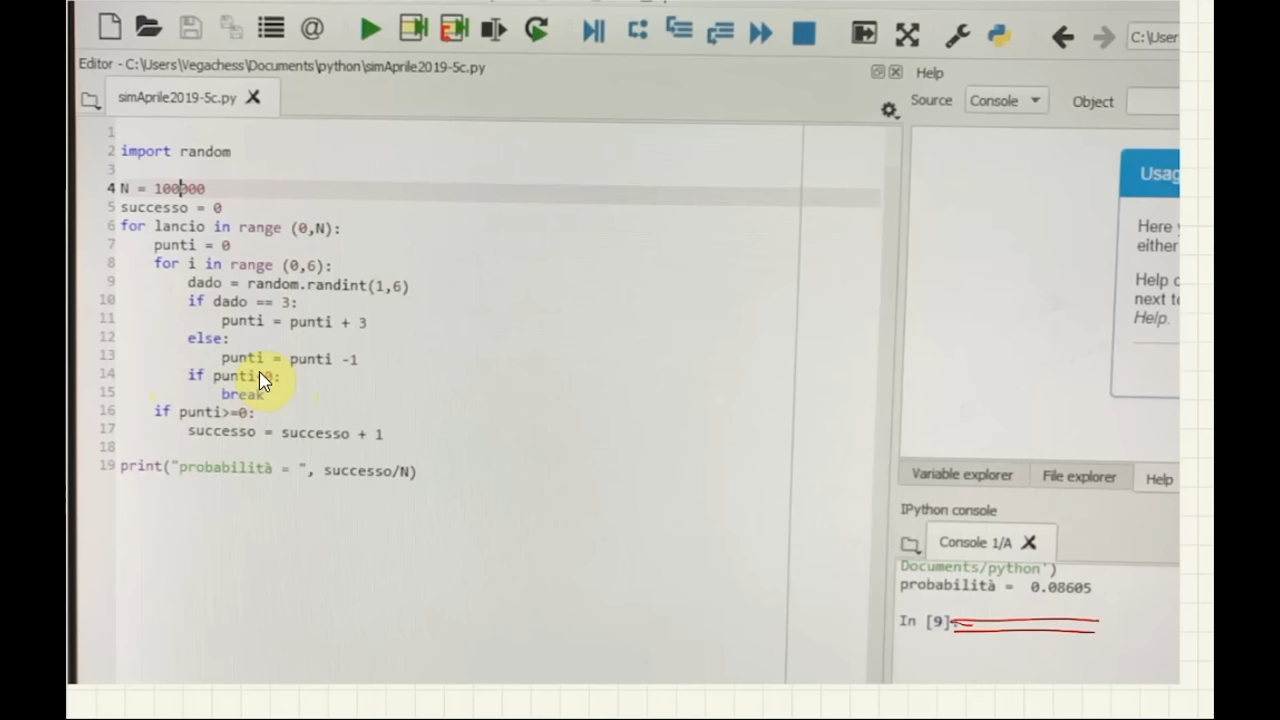 C:\User
Editor - C:\Users\Vegachess\Documents\python\simAprile2019-5c.py
Help
simAprile2019-5c.py
Source
Console
Object
1
2 import random
3
4 N = 100000
5 successo = 0
6 for lancio in range (0,N):
7 punti = 0
8 for i in range (0,6):
9 dado = random.randint(1,6)
10 if dado == 3:
11 punti = punti + 3
12 else:
13 punti = punti -1
14 if punti 0:
15 break
16 if punti>=0:
17 successo = successo + 1
18
19 print("probabilità = ", successo/N)
Usag
Here
either
Help
next
Help.
Variable explorer
File explorer
Help
IPython console
Console 1/A
Documents/python')
probabilità = 0.08605
In [9]